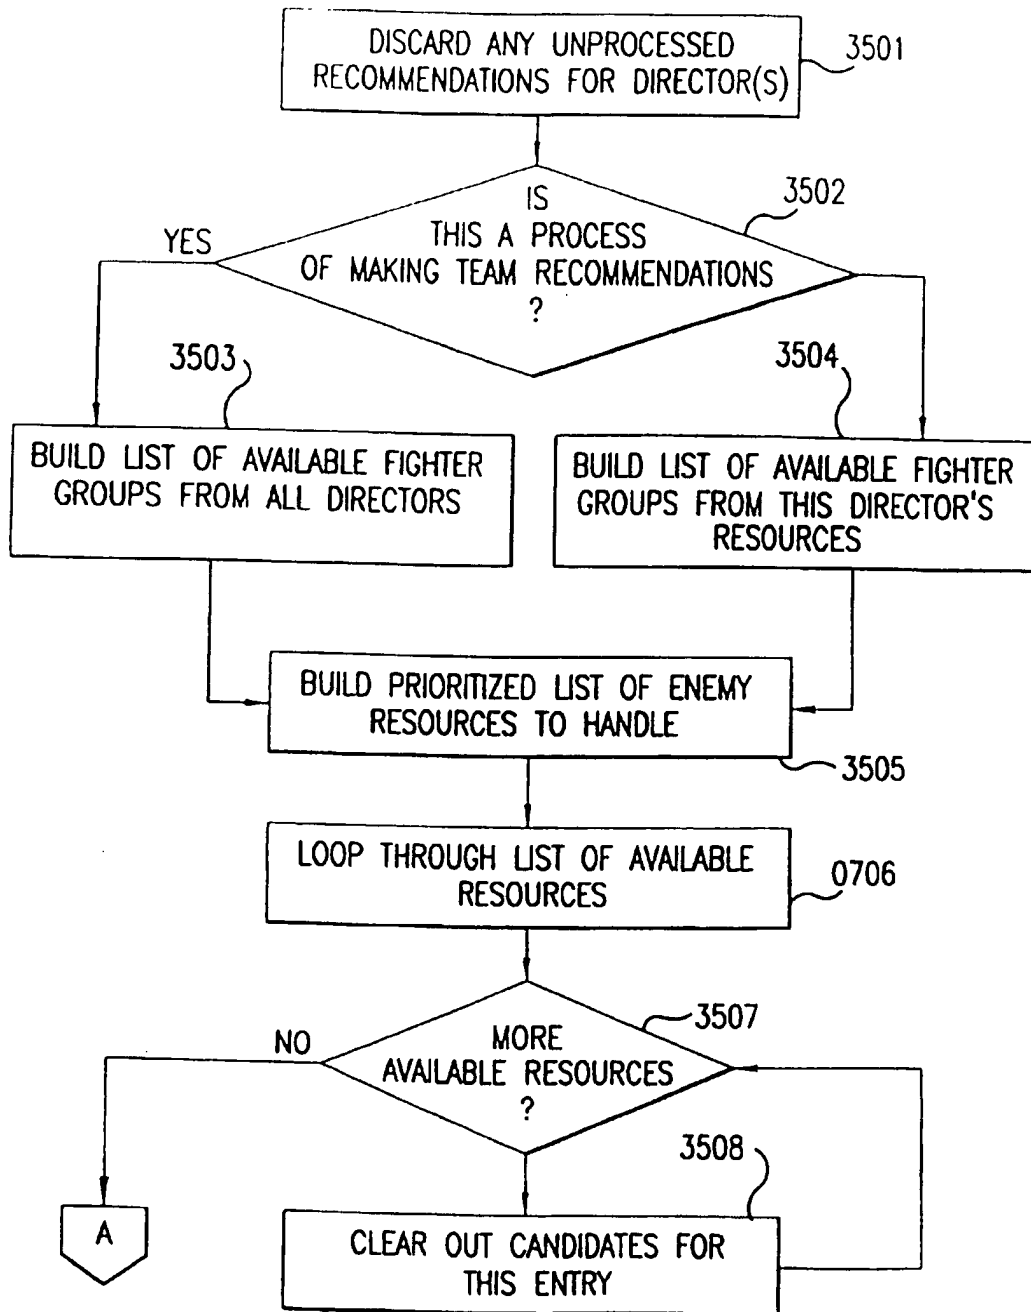 DISCARD ANY UNPROCESSED
RECOMMENDATIONS FOR DIRECTOR(S)
3501
IS
THIS A PROCESS
OF MAKING TEAM RECOMMENDATIONS
?
3502
YES
3503
3504
BUILD LIST OF AVAILABLE FIGHTER
GROUPS FROM ALL DIRECTORS
BUILD LIST OF AVAILABLE FIGHTER
GROUPS FROM THIS DIRECTOR'S
RESOURCES
BUILD PRIORITIZED LIST OF ENEMY
RESOURCES TO HANDLE
3505
LOOP THROUGH LIST OF AVAILABLE
RESOURCES
0706
MORE
AVAILABLE RESOURCES
?
3507
NO
3508
A
CLEAR OUT CANDIDATES FOR
THIS ENTRY